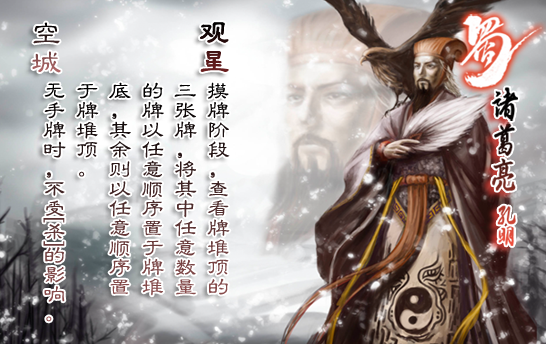 蜀
诸葛亮
孔明
观星
摸牌阶段，查看牌堆顶的
三张牌，将其中任意数量
的牌以任意顺序置于牌堆
底，其余则以任意顺序置
于牌堆顶。
空城
无手牌时，不受[杀]的影响。